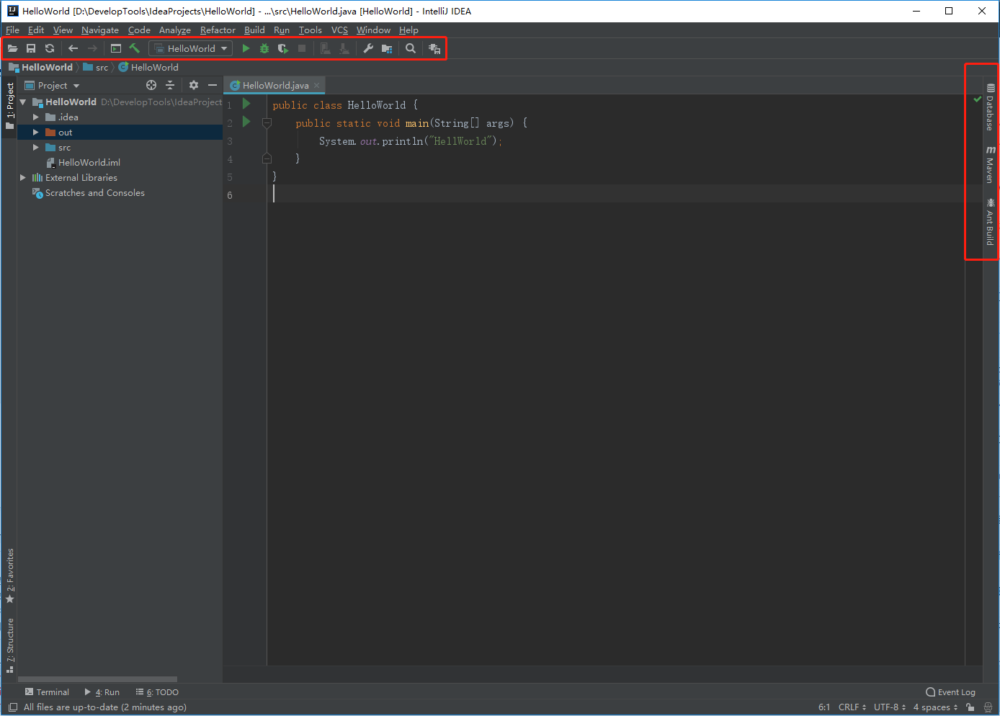 HelloWorld [D:\DevelopTools\IdeaProjects\HelloWorld] - ...\src\HelloWorld.java [HelloWorld] - IntelliJ IDEA
File Edit View Navigate Code Analyze Refactor Build Run Tools VCS Window Help
HelloWorld
HelloWorld src HelloWorld
1: Project
Project
HelloWorld D:\DevelopTools\IdeaProject
.idea
out
src
HelloWorld.iml
External Libraries
Scratches and Consoles
2: Favorites
7: Structure
HelloWorld.java
1 public class HelloWorld {
2 public static void main(String[] args) {
3 System.out.println("HellWorld");
4 }
5 }
6
Database
m Maven
Ant Build
Terminal 4: Run 6: TODO Event Log
All files are up-to-date (2 minutes ago) 6:1 CRLF UTF-8 4 spaces